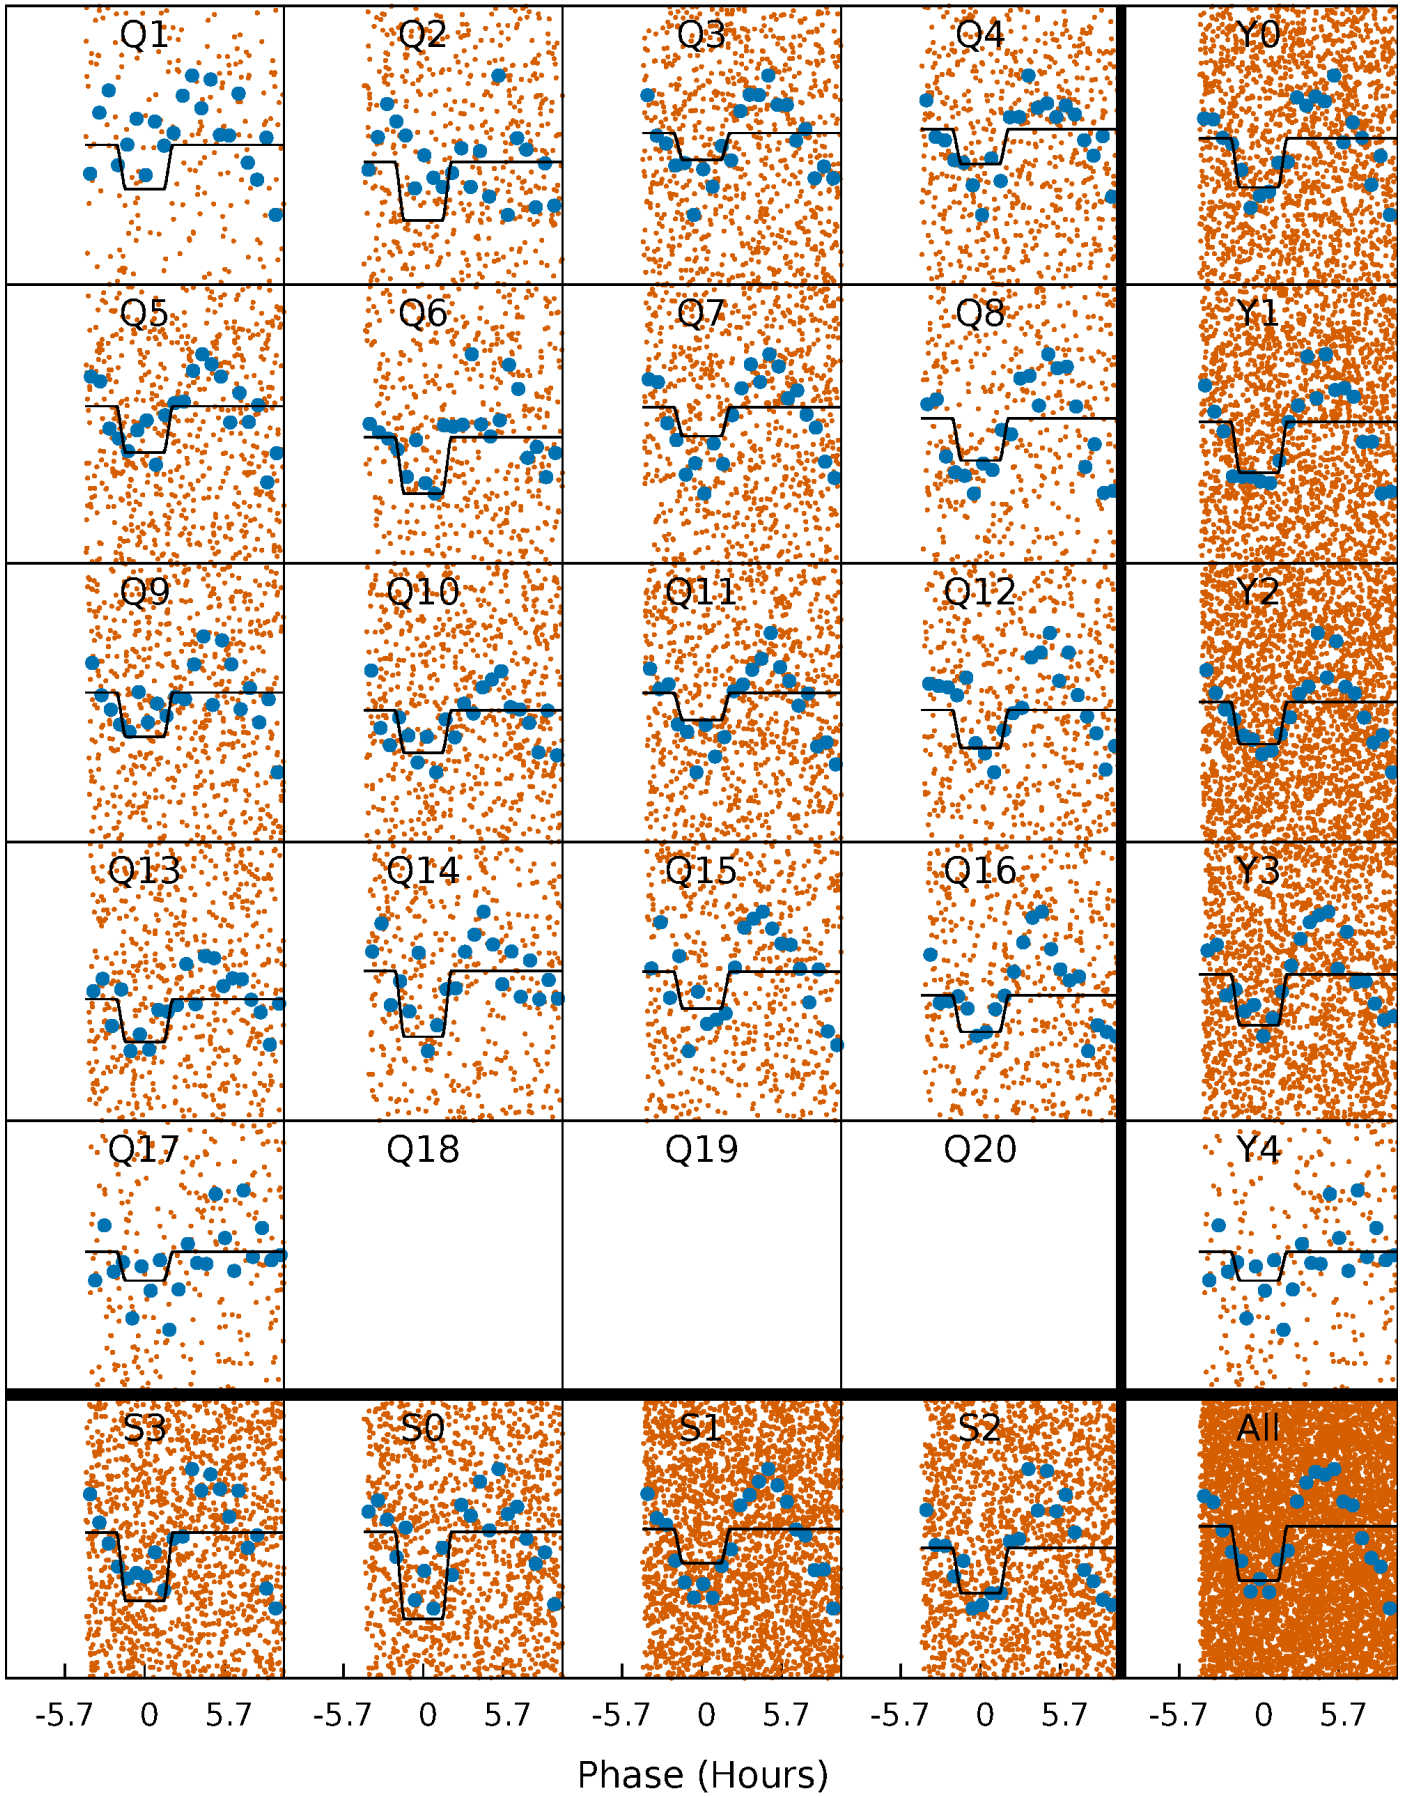 Q1 Q2 Q3 Q4 Y0
Q5 Q6 Q7 Q8 Y1
Q9 Q10 Q11 Q12 Y2
Q13 Q14 Q15 Q16 Y3
Q17 Q18 Q19 Q20 Y4
S3 S0 S1 S2 All
-5.7 0 5.7 -5.7 0 5.7 -5.7 0 5.7 -5.7 0 5.7 -5.7 0 5.7
Phase (Hours)